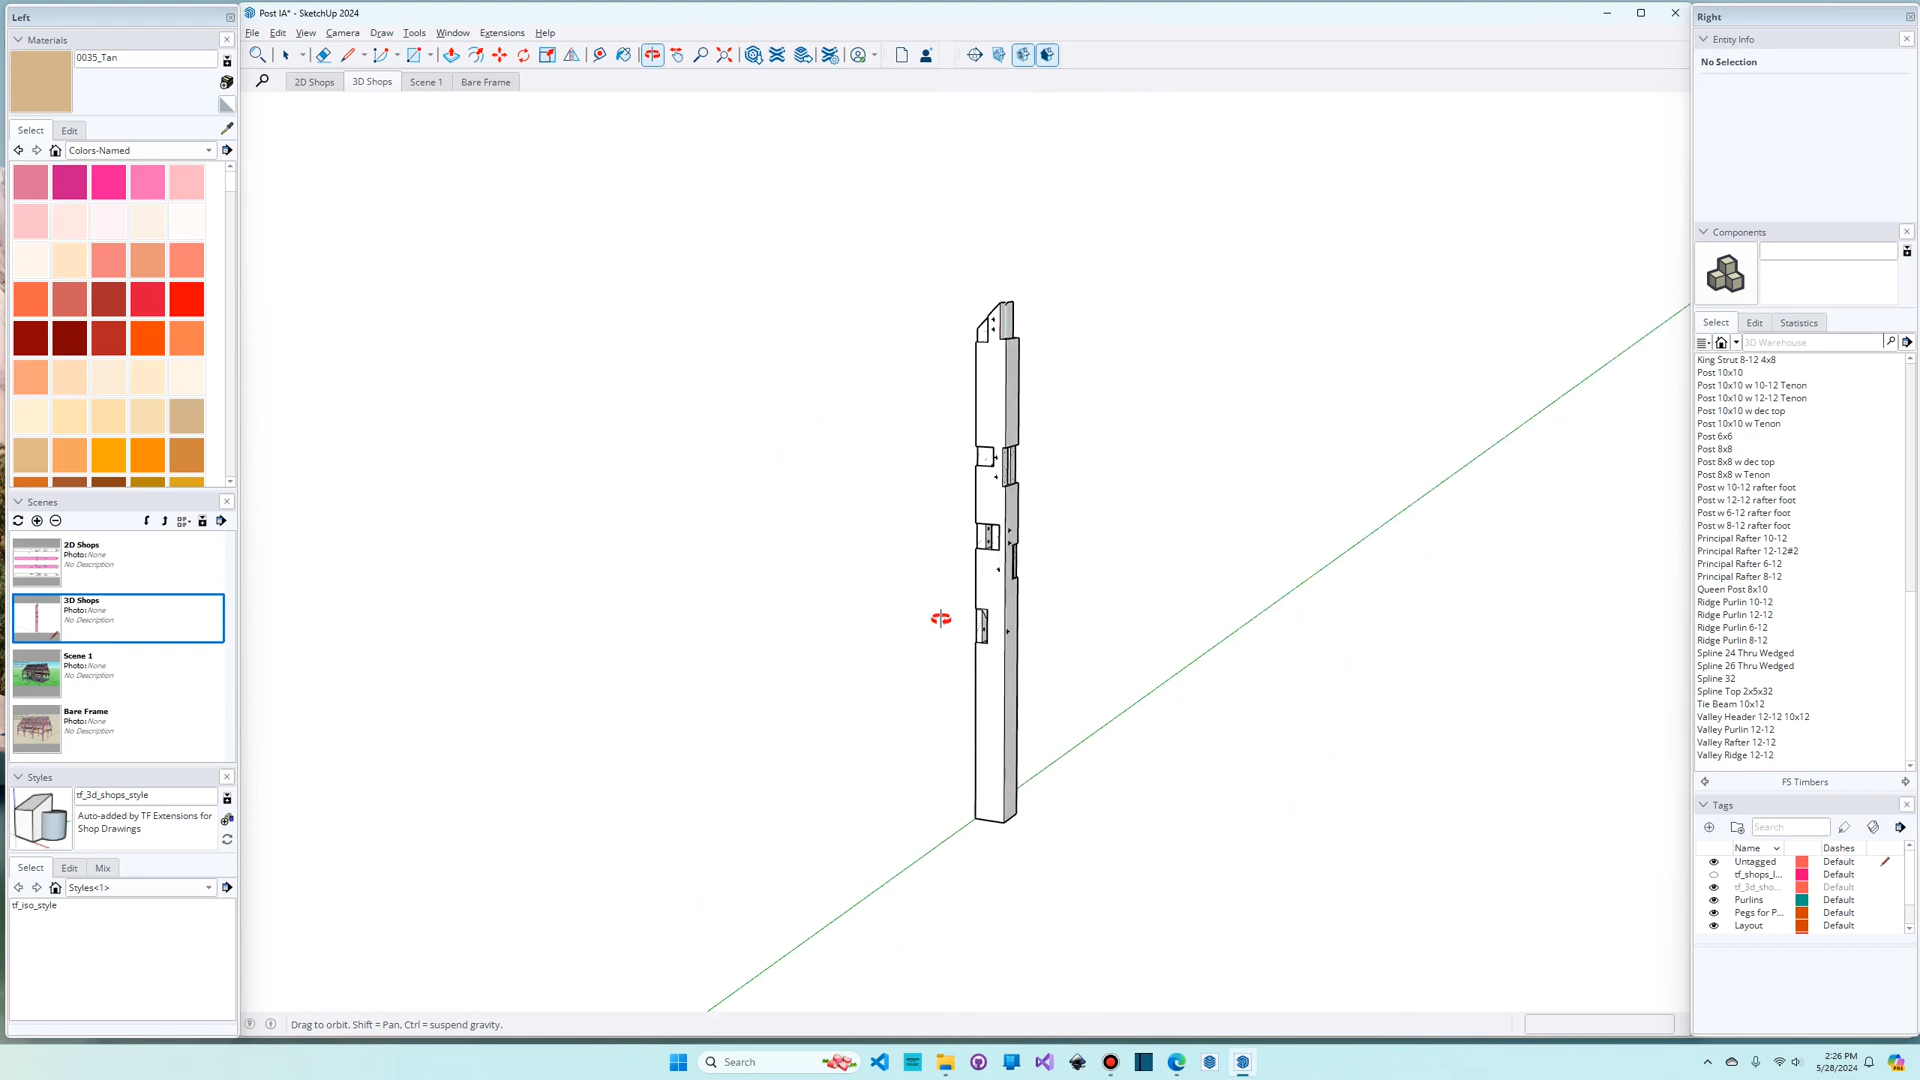 Left
Materials
0035_Tan
Select
Edit
Colors-Named
Scenes
2D Shops
Photo: None
No Description
3D Shops
Photo: None
No Description
Scene 1
Photo: None
No Description
Bare Frame
Photo: None
No Description
Styles
tf_3d_shops_style
Auto-added by TF Extensions for
Shop Drawings
Select
Edit
Mix
Styles<1>
tf_iso_style
Post IA* - SketchUp 2024
File
Edit
View
Camera
Draw
Tools
Window
Extensions
Help
2D Shops
3D Shops
Scene 1
Bare Frame
Drag to orbit. Shift = Pan, Ctrl = suspend gravity.
Right
Entity Info
No Selection
Components
Select
Edit
Statistics
3D Warehouse
King Strut 8-12 4x8
Post 10x10
Post 10x10 w 10-12 Tenon
Post 10x10 w 12-12 Tenon
Post 10x10 w dec top
Post 10x10 w Tenon
Post 6x6
Post 8x8
Post 8x8 w dec top
Post 8x8 w Tenon
Post w 10-12 rafter foot
Post w 12-12 rafter foot
Post w 6-12 rafter foot
Post w 8-12 rafter foot
Principal Rafter 10-12
Principal Rafter 12-12#2
Principal Rafter 6-12
Principal Rafter 8-12
Queen Post 8x10
Ridge Purlin 10-12
Ridge Purlin 12-12
Ridge Purlin 6-12
Ridge Purlin 8-12
Spline 24 Thru Wedged
Spline 26 Thru Wedged
Spline 32
Spline Top 2x5x32
Tie Beam 10x12
Valley Header 12-12 10x12
Valley Purlin 12-12
Valley Rafter 12-12
Valley Ridge 12-12
FS Timbers
Tags
Search
Name
Dashes
Untagged
Default
tf_shops_l...
Default
tf_3d_sho...
Default
Purlins
Default
Pegs for P...
Default
Layout
Default
Search
2:26 PM
5/28/2024